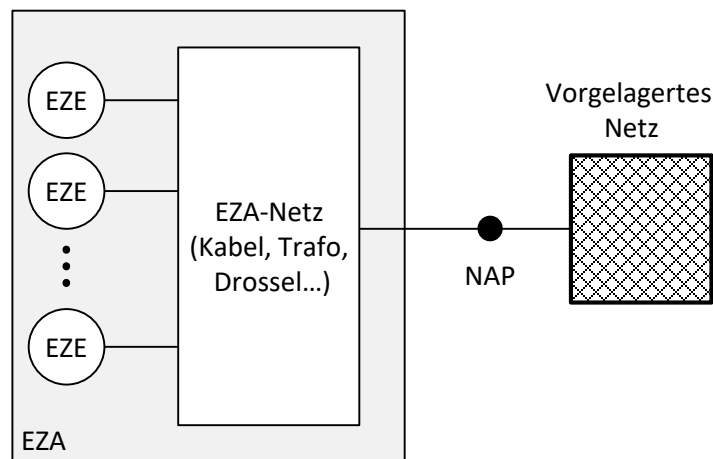 EZE
EZE
EZE
EZA-Netz
(Kabel, Trafo,
Drossel...)
EZA
NAP
Vorgelagertes
Netz